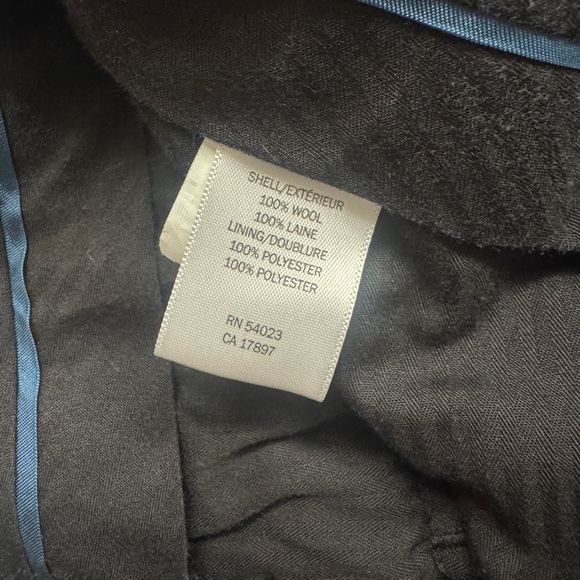 SHELL/EXTÉRIEUR
100% WOOL
100% LAINE
LINING/DOUBLURE
100% POLYESTER
100% POLYESTER
RN 54023
CA 17897